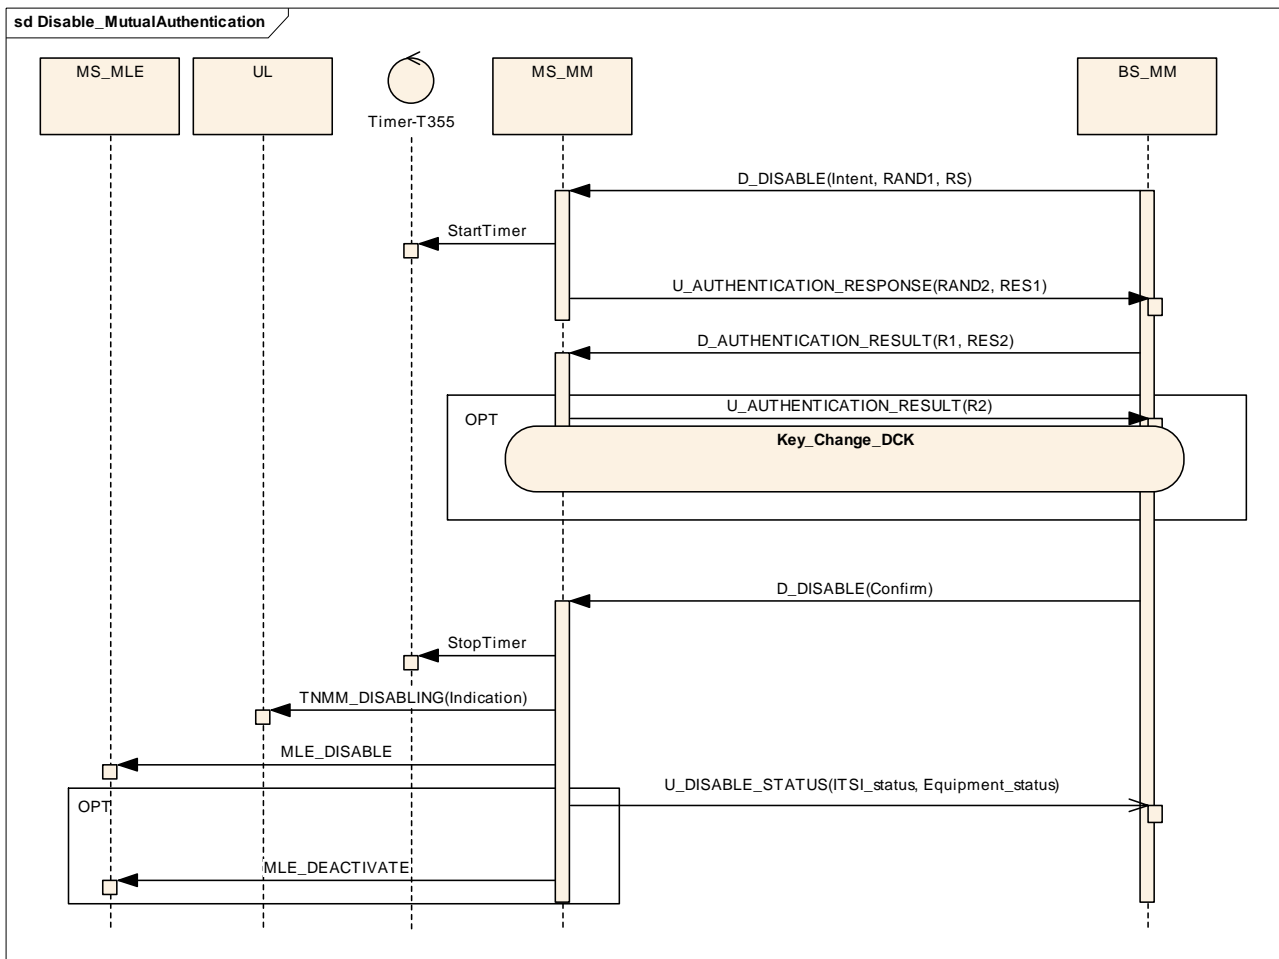 sd Disable_MutualAuthentication
MS_MLE
UL
Timer-T355
MS_MM
BS_MM
D_DISABLE(Intent, RAND1, RS)
StartTimer
U_AUTHENTICATION_RESPONSE(RAND2, RES1)
D_AUTHENTICATION_RESULT(R1, RES2)
OPT
U_AUTHENTICATION_RESULT(R2)
Key_Change_DCK
D_DISABLE(Confirm)
StopTimer
TNMM_DISABLING(Indication)
MLE_DISABLE
U_DISABLE_STATUS(ITSI_status, Equipment_status)
OPT
MLE_DEACTIVATE